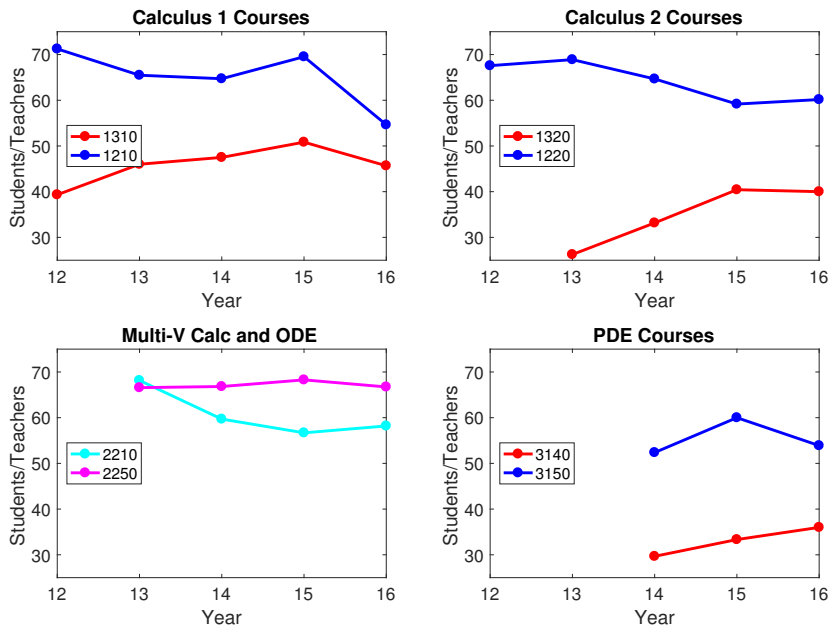 Calculus 1 Courses
Students/Teachers
70
60
50
40
30
1310
1210
12 13 14 15 16
Year
Calculus 2 Courses
Students/Teachers
70
60
50
40
30
1320
1220
12 13 14 15 16
Year
Multi-V Calc and ODE
Students/Teachers
70
60
50
40
30
2210
2250
12 13 14 15 16
Year
PDE Courses
Students/Teachers
70
60
50
40
30
3140
3150
12 13 14 15 16
Year